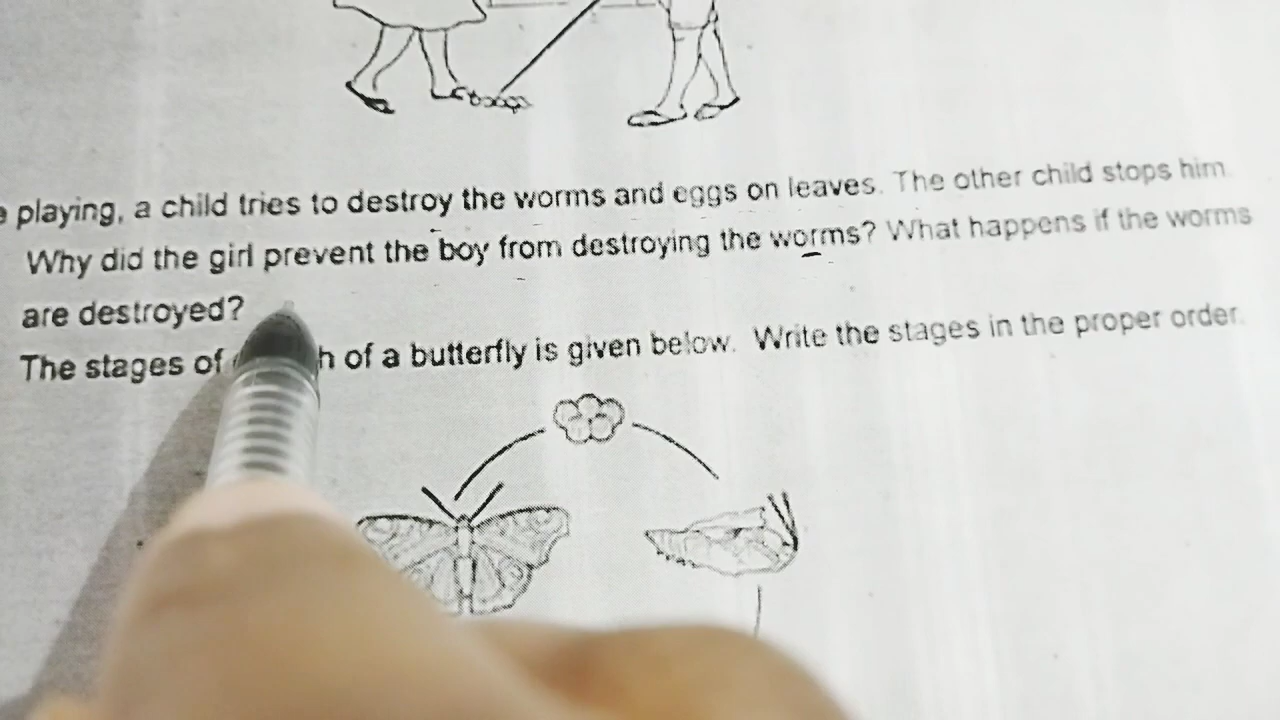 playing, a child tries to destroy the worms and eggs on leaves. The other child stops him.
Why did the girl prevent the boy from destroying the worms? What happens if the worms
are destroyed?
The stages of of a butterfly is given below. Write the stages in the proper order.